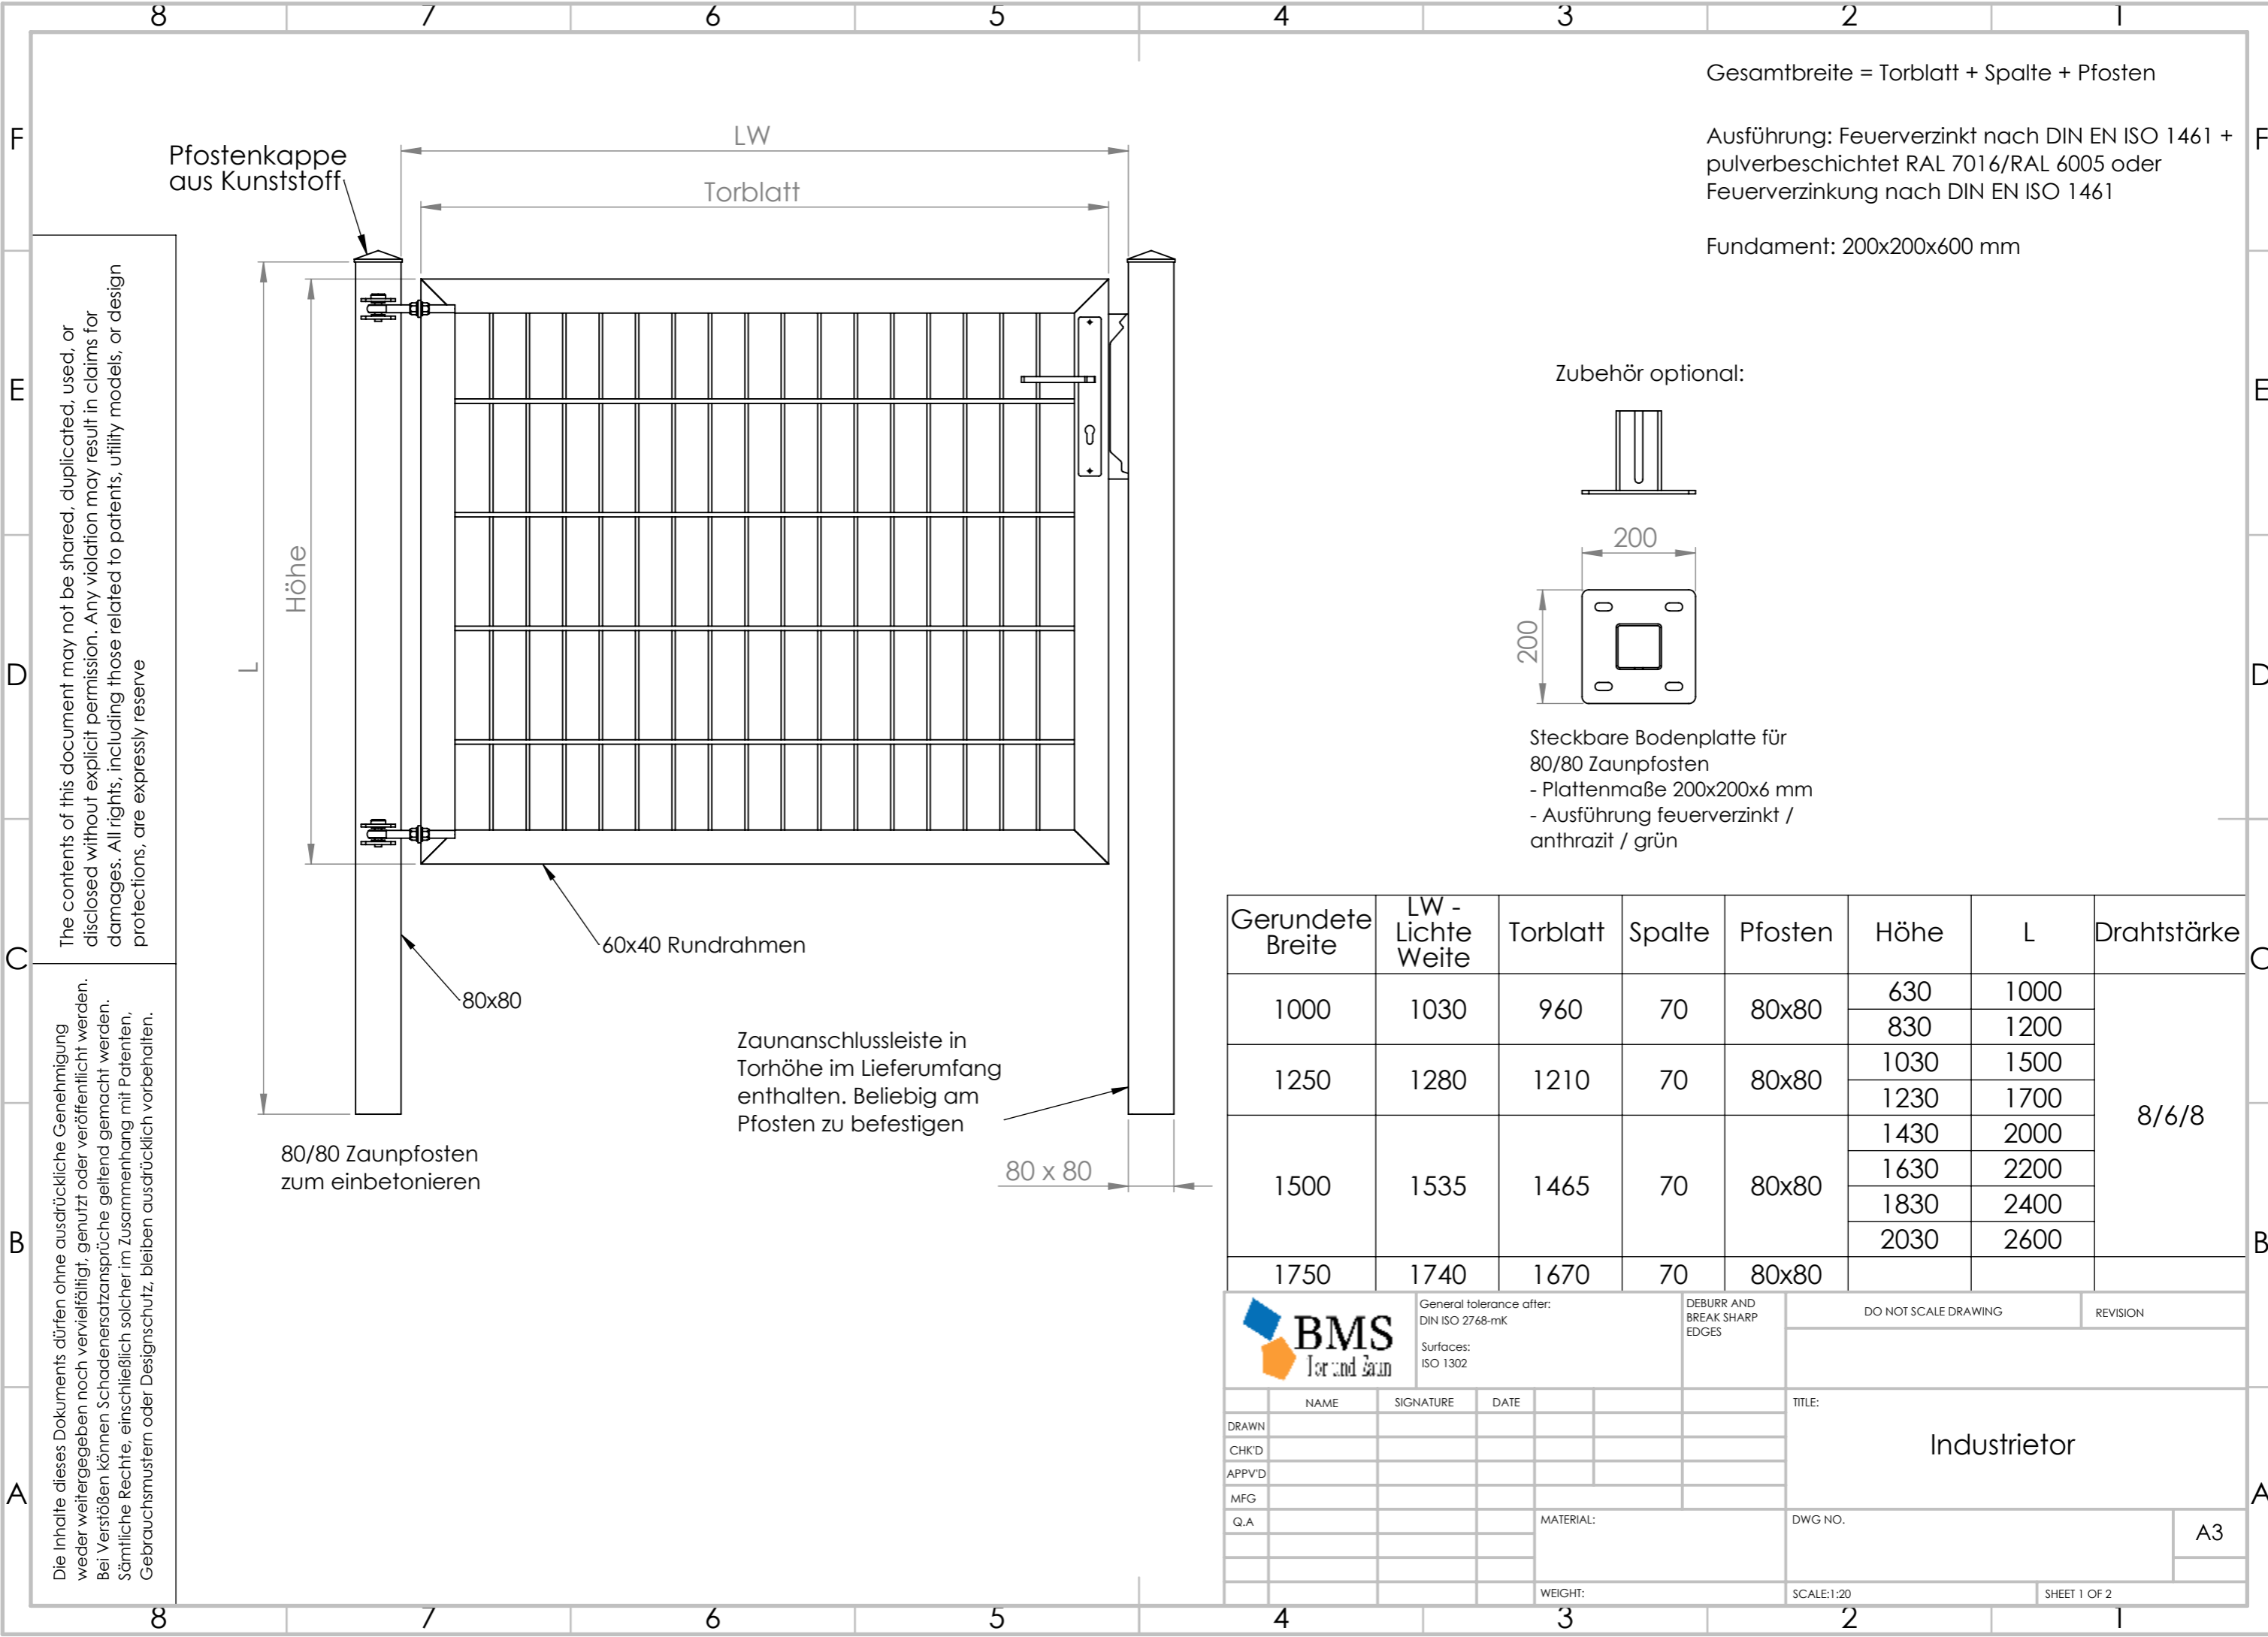 8 7 6 5 4 3 2 1
F F
E E
D D
C C
B B
A A
Gesamtbreite = Torblatt + Spalte + Pfosten
Ausführung: Feuerverzinkt nach DIN EN ISO 1461 +
pulverbeschichtet RAL 7016/RAL 6005 oder
Feuerverzinkung nach DIN EN ISO 1461
Fundament: 200x200x600 mm
Pfostenkappe
aus Kunststoff
LW
Torblatt
Höhe
L
60x40 Rundrahmen
80x80
Zaunanschlussleiste in
Torhöhe im Lieferumfang
enthalten. Beliebig am
Pfosten zu befestigen
80/80 Zaunpfosten
zum einbetonieren
80 x 80
Zubehör optional:
200
200
Steckbare Bodenplatte für
80/80 Zaunpfosten
- Plattenmaße 200x200x6 mm
- Ausführung feuerverzinkt /
anthrazit / grün
The contents of this document may not be shared, duplicated, used, or
disclosed without explicit permission. Any violation may result in claims for
damages. All rights, including those related to patents, utility models, or design
protections, are expressly reserve
Die Inhalte dieses Dokuments dürfen ohne ausdrückliche Genehmigung
weder weitergegeben noch vervielfältigt, genutzt oder veröffentlicht werden.
Bei Verstößen können Schadenersatzansprüche geltend gemacht werden.
Sämtliche Rechte, einschließlich solcher im Zusammenhang mit Patenten,
Gebrauchsmustern oder Designschutz, bleiben ausdrücklich vorbehalten.
Gerundete Breite LW - Lichte Weite Torblatt Spalte Pfosten Höhe L Drahtstärke
1000 1030 960 70 80x80 630 1000
830 1200
1250 1280 1210 70 80x80 1030 1500
1230 1700
8/6/8
1500 1535 1465 70 80x80 1430 2000
1630 2200
1830 2400
2030 2600
1750 1740 1670 70 80x80
BMS
Tor und Zaun
General tolerance after:
DIN ISO 2768-mK
Surfaces:
ISO 1302
DEBURR AND
BREAK SHARP
EDGES
DO NOT SCALE DRAWING
REVISION
NAME SIGNATURE DATE
DRAWN
CHK'D
APPV'D
MFG
Q.A
TITLE:
Industrietor
MATERIAL:
DWG NO.
A3
WEIGHT:
SCALE:1:20
SHEET 1 OF 2
8 7 6 5 4 3 2 1